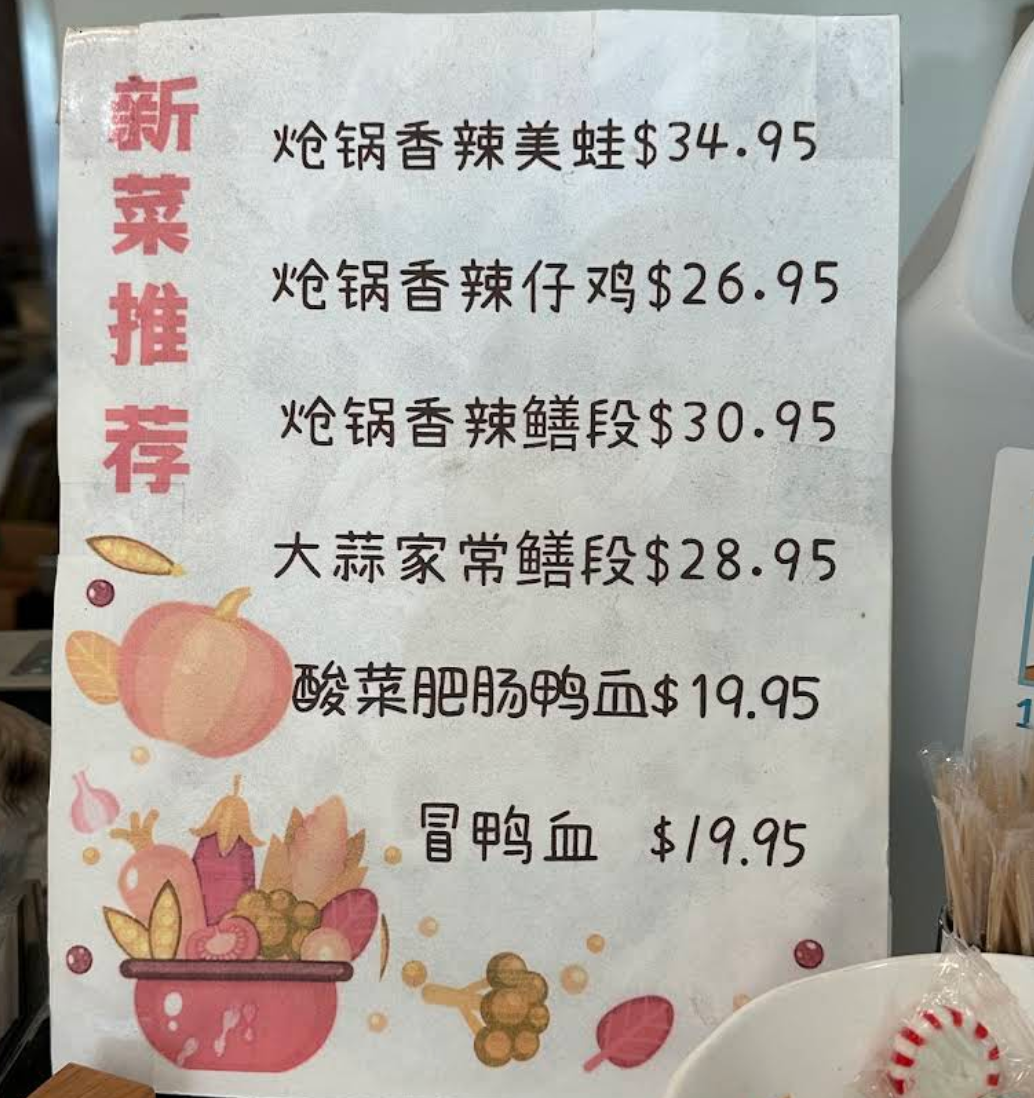 新菜推荐
炝锅香辣美蛙$34.95
炝锅香辣仔鸡$26.95
炝锅香辣鳝段$30.95
大蒜家常鳝段$28.95
酸菜肥肠鸭血$19.95
冒鸭血 $19.95
1